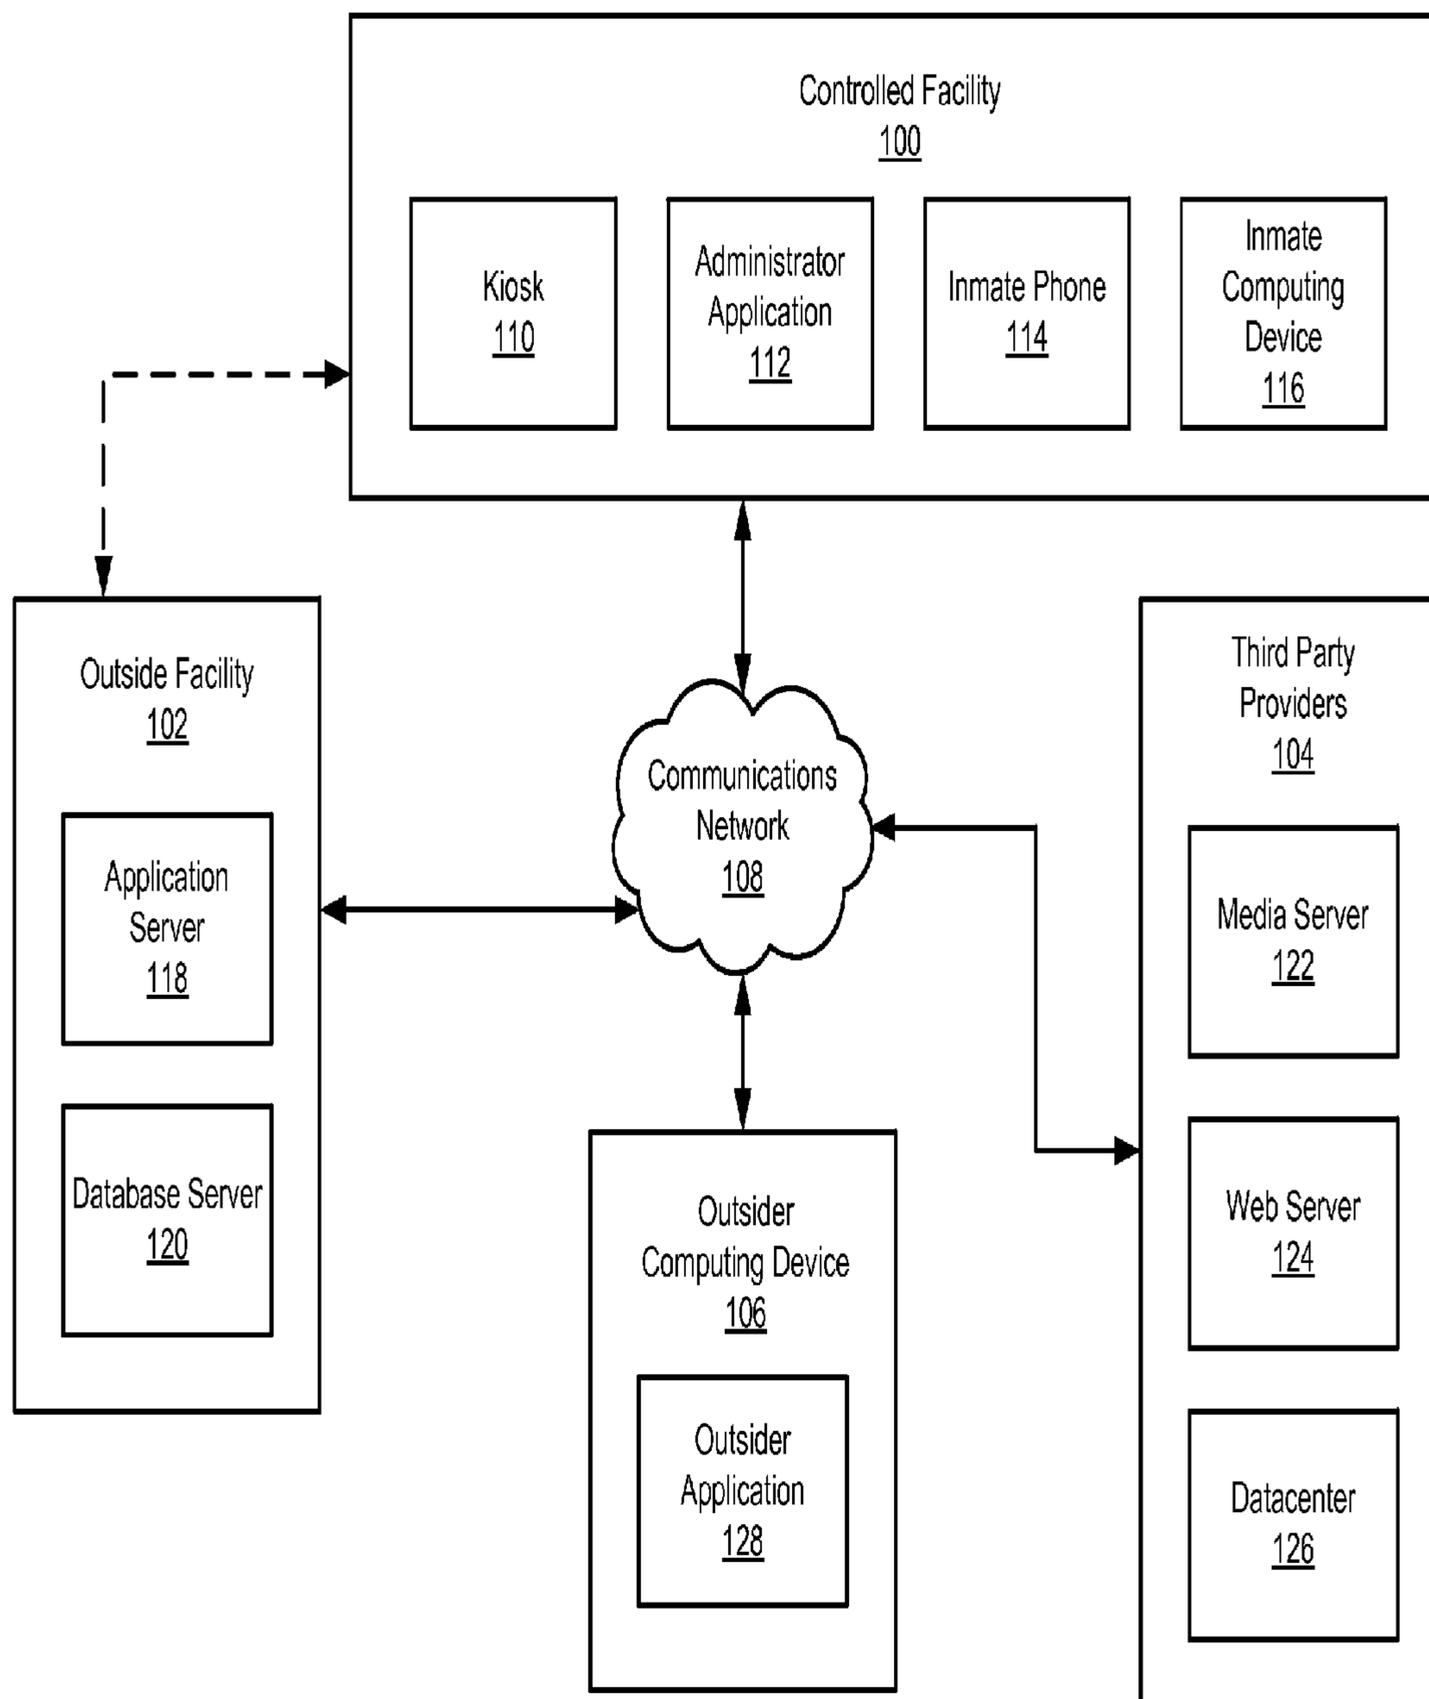 Controlled Facility
100
Kiosk
110
Administrator
Application
112
Inmate Phone
114
Inmate
Computing
Device
116
Outside Facility
102
Application
Server
118
Database Server
120
Communications
Network
108
Outsider
Computing Device
106
Outsider
Application
128
Third Party
Providers
104
Media Server
122
Web Server
124
Datacenter
126